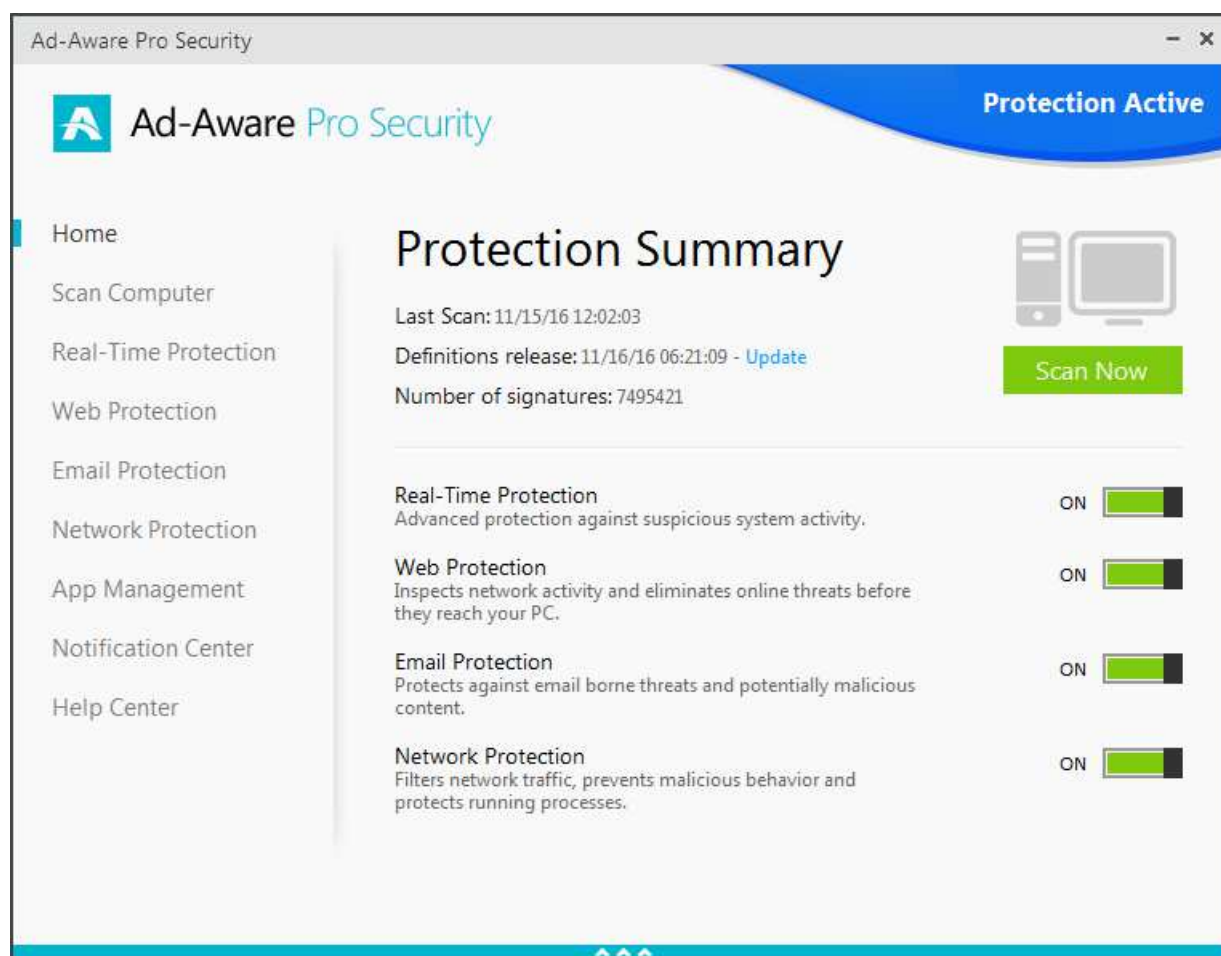 Ad-Aware Pro Security
Ad-Aware Pro Security
Protection Active
Home
Scan Computer
Real-Time Protection
Web Protection
Email Protection
Network Protection
App Management
Notification Center
Help Center
Protection Summary
Last Scan: 11/15/16 12:02:03
Definitions release: 11/16/16 06:21:09 - Update
Number of signatures: 7495421
Scan Now
Real-Time Protection
Advanced protection against suspicious system activity.
ON
Web Protection
Inspects network activity and eliminates online threats before
they reach your PC.
ON
Email Protection
Protects against email borne threats and potentially malicious
content.
ON
Network Protection
Filters network traffic, prevents malicious behavior and
protects running processes.
ON